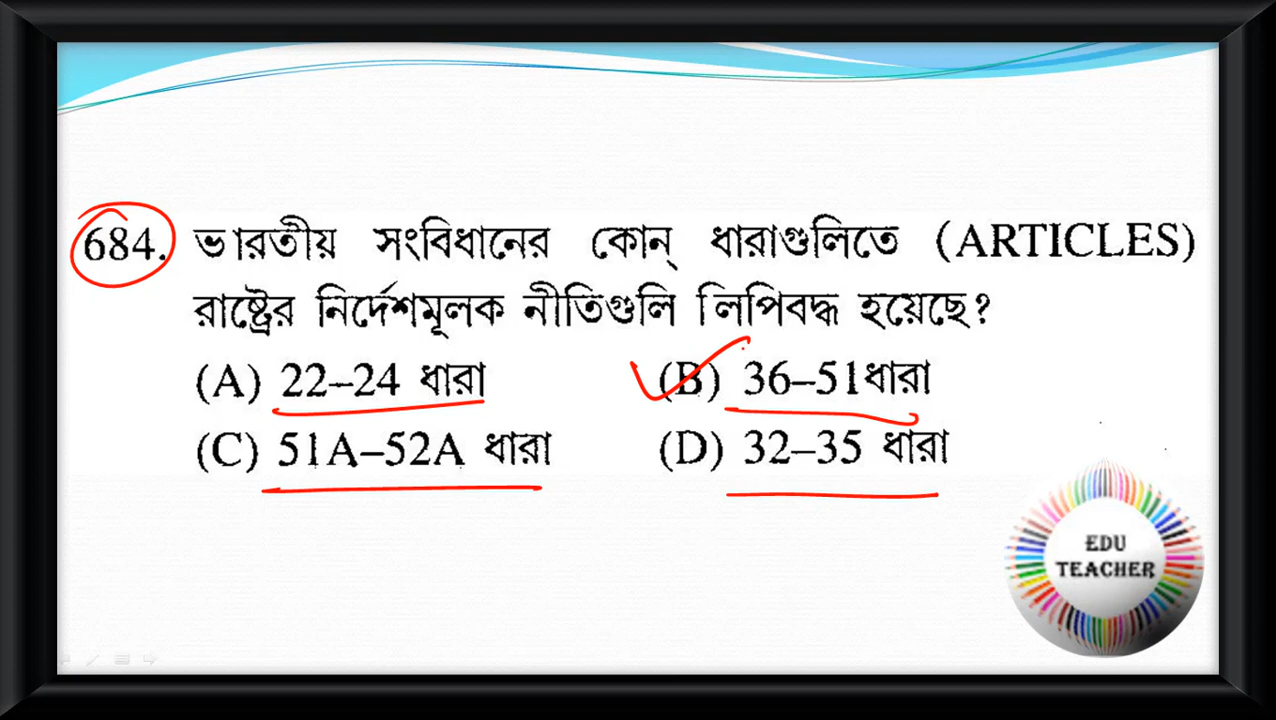 684. ভারতীয় সংবিধানের কোন্ ধারাগুলিতে (ARTICLES)
রাষ্ট্রের নির্দেশমূলক নীতিগুলি লিপিবদ্ধ হয়েছে?
(A) 22–24 ধারা (B) 36–51ধারা
(C) 51A–52A ধারা (D) 32–35 ধারা
EDU
TEACHER